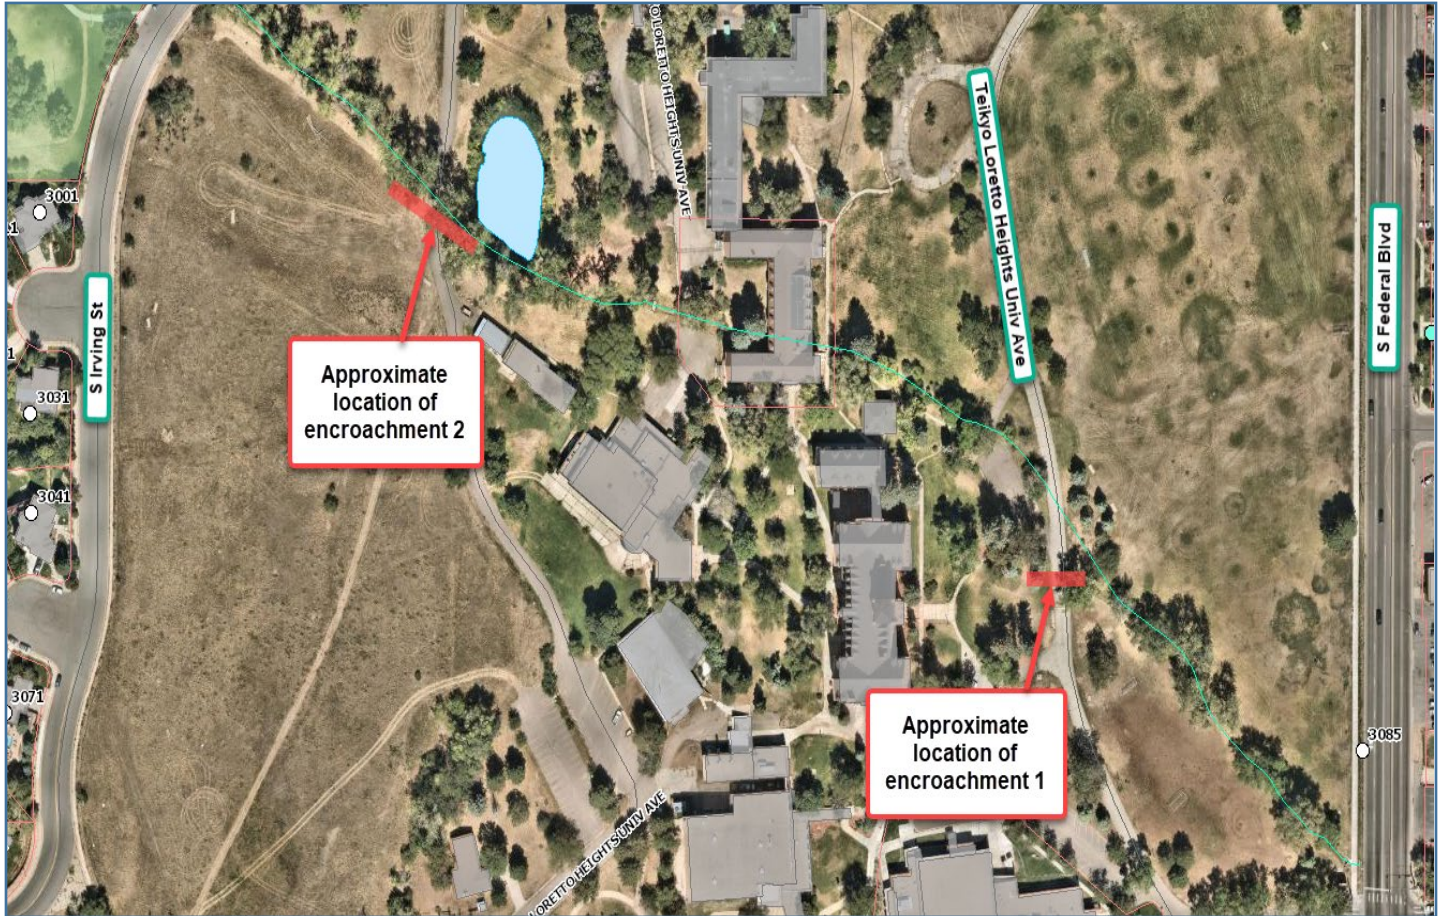 LORETTO HEIGHTS UNIV AVE
Teikyo Loretto Heights Univ Ave
3001
S Federal Blvd
S Irving St
Approximate
location of
encroachment 2
3031
3041
3071
Approximate
location of
encroachment 1
3085
LORETTO HEIGHTS UNIV AVE